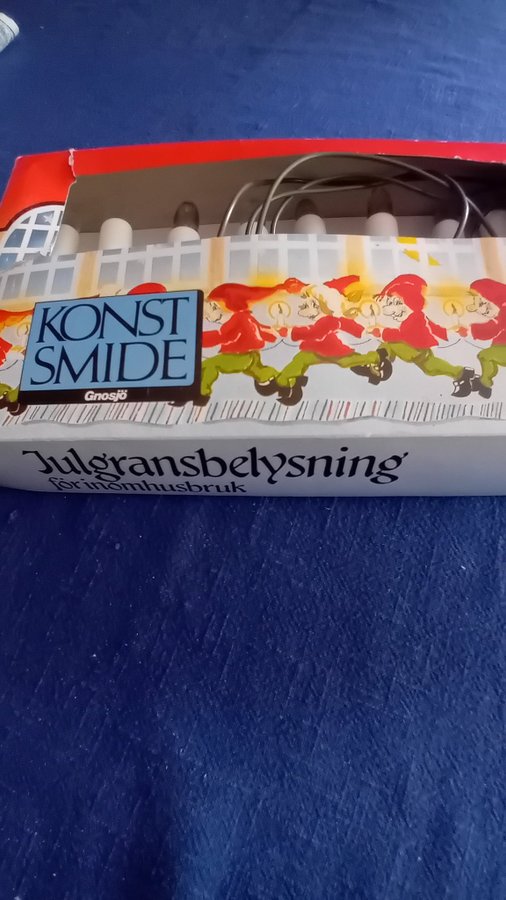 KONST
SMIDE
Gnosjö
Julgransbelysning
för inomhusbruk